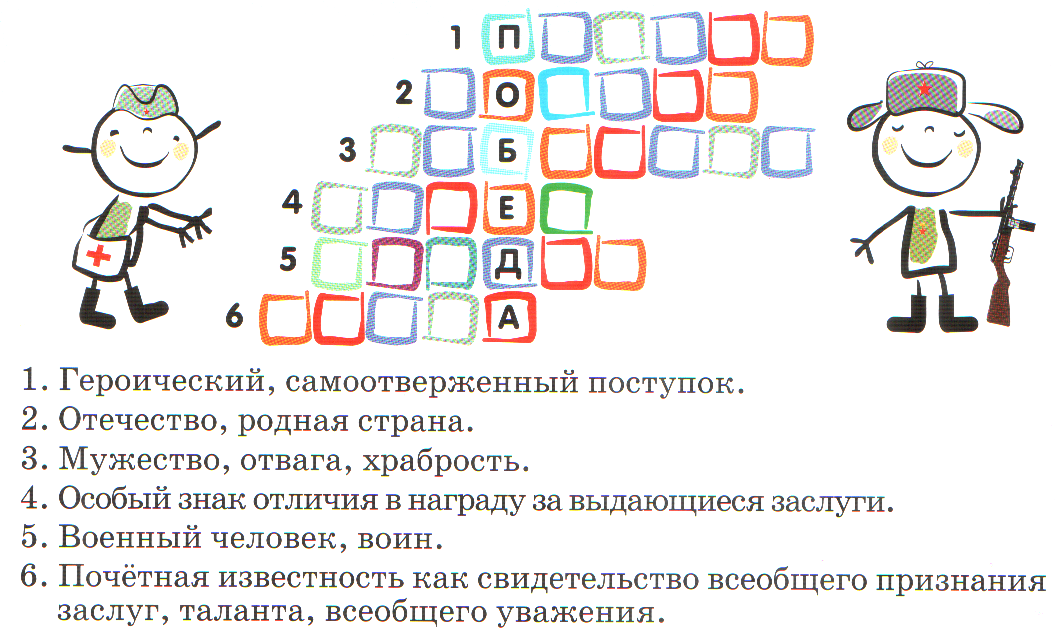 1 П
2 О
3 Б
4 Е
5 Д
6 А
1. Героический, самоотверженный поступок.
2. Отечество, родная страна.
3. Мужество, отвага, храбрость.
4. Особый знак отличия в награду за выдающиеся заслуги.
5. Военный человек, воин.
6. Почётная известность как свидетельство всеобщего признания
заслуг, таланта, всеобщего уважения.